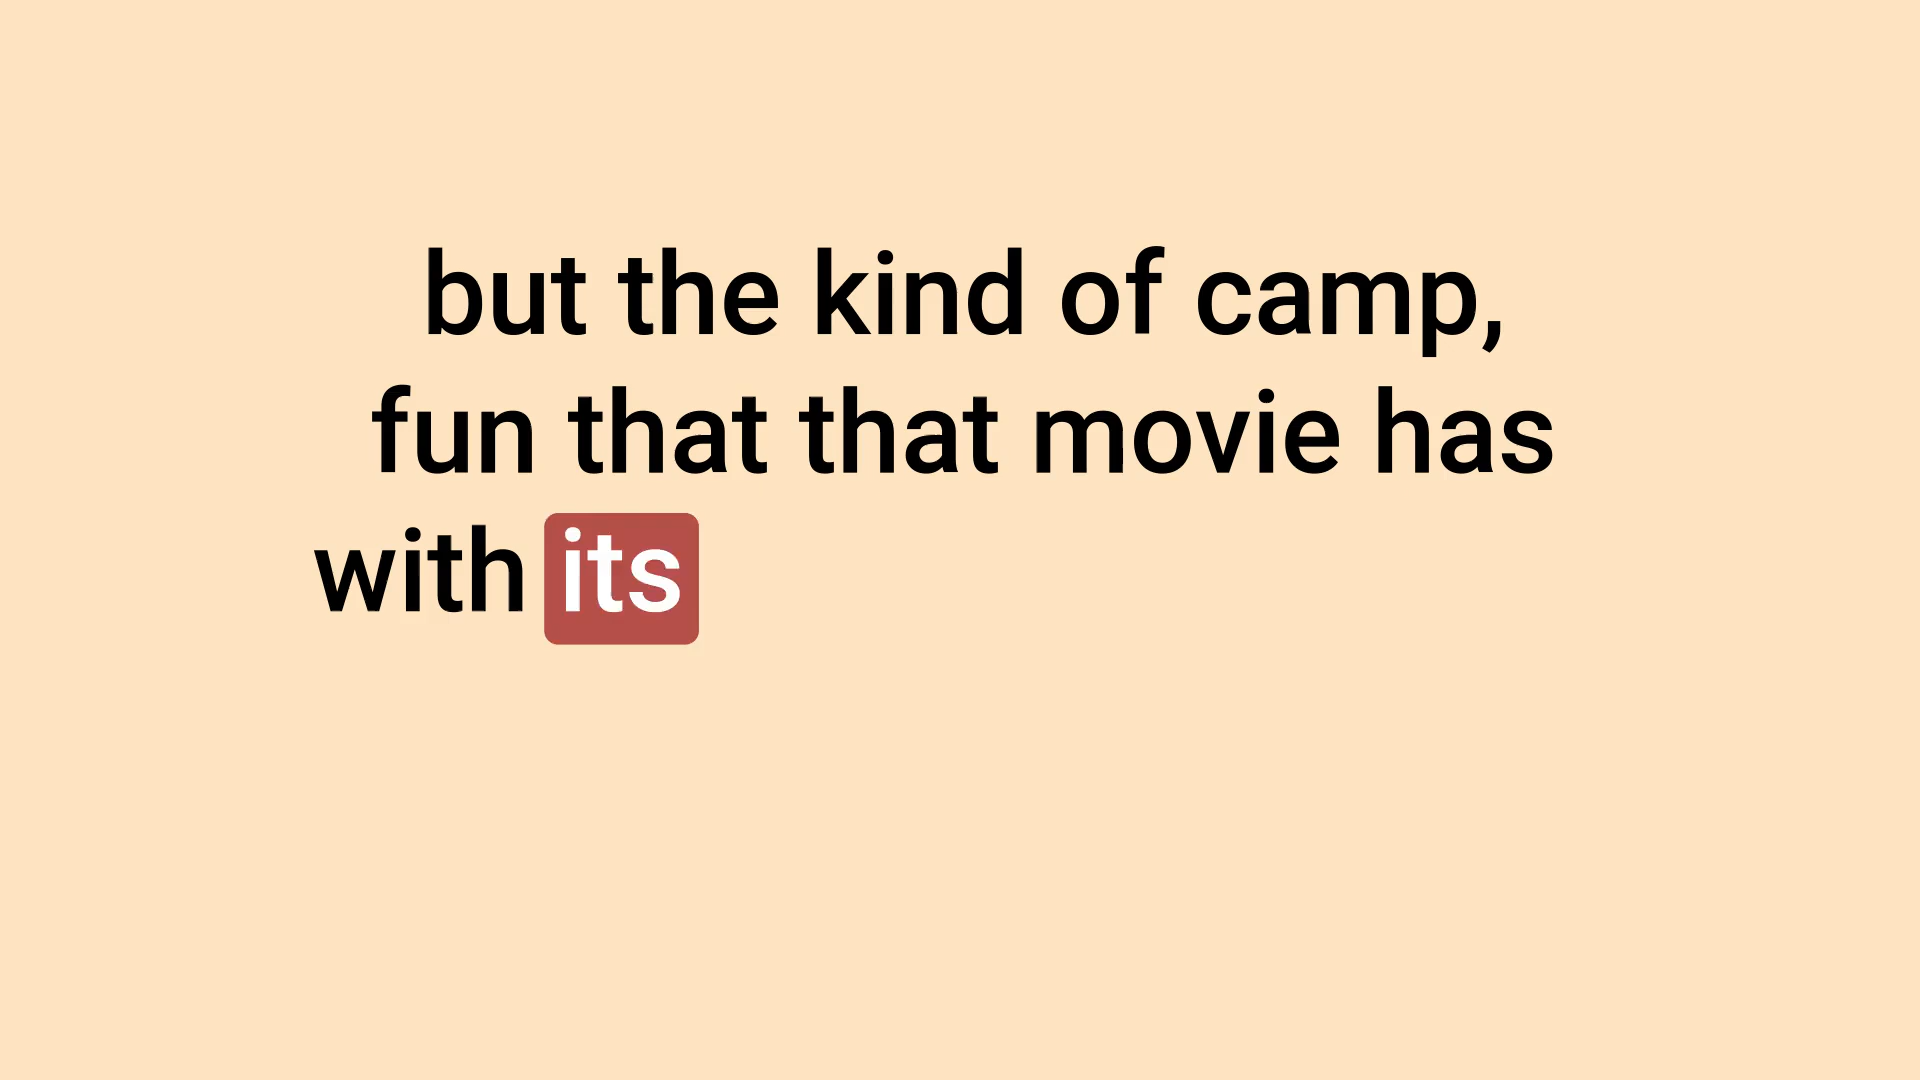 but the kind of camp,
fun that that movie has
with its